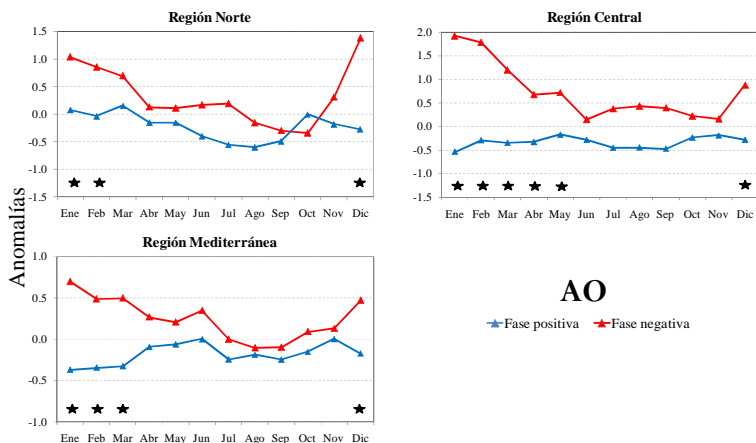 Región Norte
1.5
1.0
0.5
0.0
-0.5
-1.0
-1.5
Ene Feb Mar Abr May Jun Jul Ago Sep Oct Nov Dic
Región Central
2.0
1.5
1.0
0.5
0.0
-0.5
-1.0
-1.5
Ene Feb Mar Abr May Jun Jul Ago Sep Oct Nov Dic
Anomalías
Región Mediterránea
1.0
0.5
0.0
-0.5
-1.0
Ene Feb Mar Abr May Jun Jul Ago Sep Oct Nov Dic
AO
Fase positiva Fase negativa